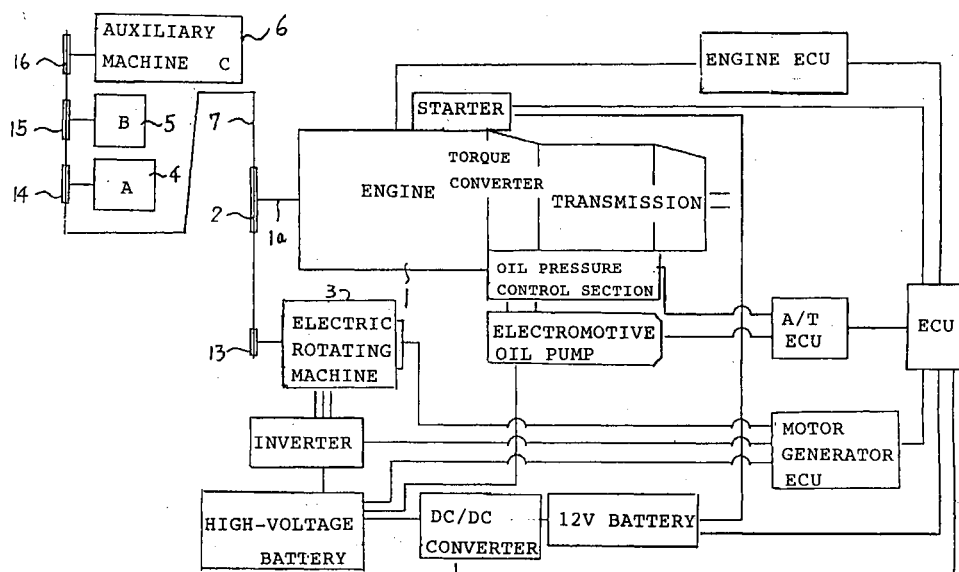 AUXILIARY
MACHINE C
6
16
ENGINE ECU
STARTER
15
B
5
7
14
A
4
2
1a
ENGINE
TORQUE
CONVERTER
TRANSMISSION
1
OIL PRESSURE
CONTROL SECTION
3
ELECTRIC
ROTATING
MACHINE
13
ELECTROMOTIVE
OIL PUMP
A/T
ECU
ECU
INVERTER
MOTOR
GENERATOR
ECU
HIGH-VOLTAGE
BATTERY
DC/DC
CONVERTER
12V BATTERY